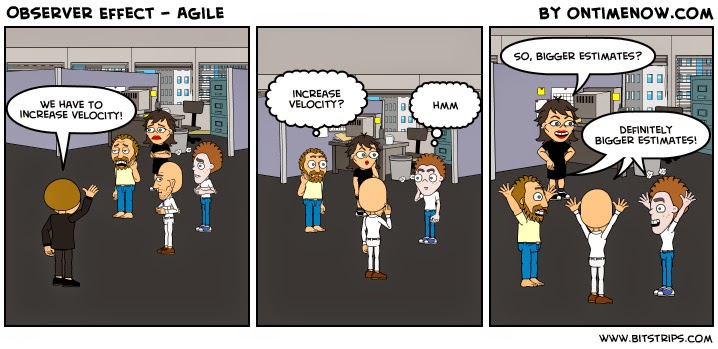 OBSERVER EFFECT - AGILE
BY ONTIMENOW.COM
WE HAVE TO
INCREASE VELOCITY!
INCREASE
VELOCITY?
HMM
SO, BIGGER ESTIMATES?
DEFINITELY
BIGGER ESTIMATES!
WWW.BITSTRIPS.COM